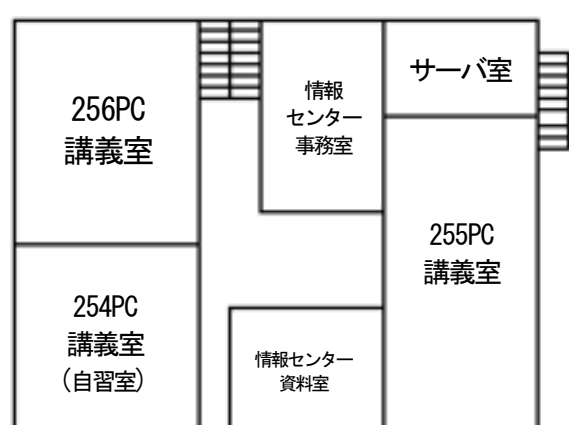 256PC
講義室
情報
センター
事務室
サーバ室
255PC
講義室
254PC
講義室
(自習室)
情報センター
資料室